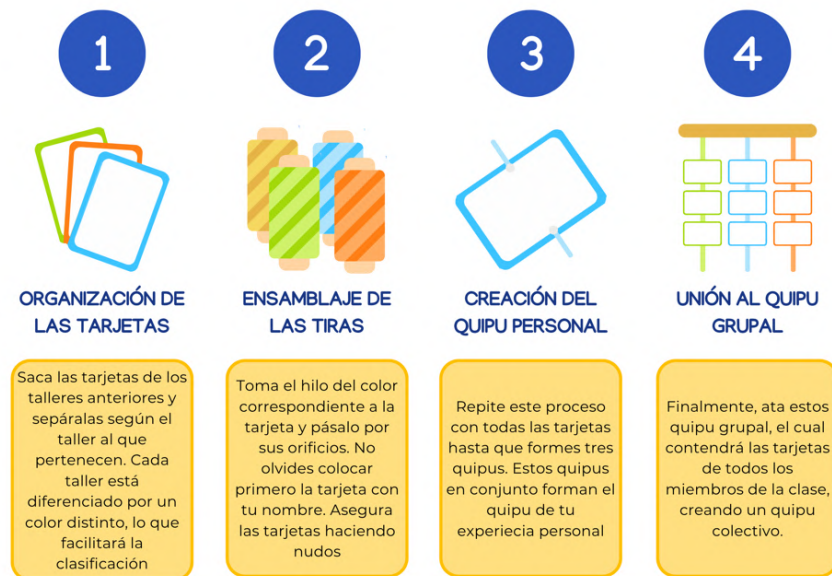 1
ORGANIZACIÓN DE
LAS TARJETAS
Saca las tarjetas de los
talleres anteriores y
sepáralas según el
taller al que
pertenecen. Cada
taller está
diferenciado por un
color distinto, lo que
facilitará la
clasificación
2
ENSAMBLAJE DE
LAS TIRAS
Toma el hilo del color
correspondiente a la
tarjeta y pásalo por
sus orificios. No
olvides colocar
primero la tarjeta con
tu nombre. Asegura
las tarjetas haciendo
nudos
3
CREACIÓN DEL
QUIPU PERSONAL
Repite este proceso
con todas las tarjetas
hasta que formes tres
quipus. Estos quipus
en conjunto forman el
quipu de tu
experiecia personal
4
UNIÓN AL QUIPU
GRUPAL
Finalmente, ata estos
quipu grupal, el cual
contendrá las tarjetas
de todos los
miembros de la clase,
creando un quipu
colectivo.